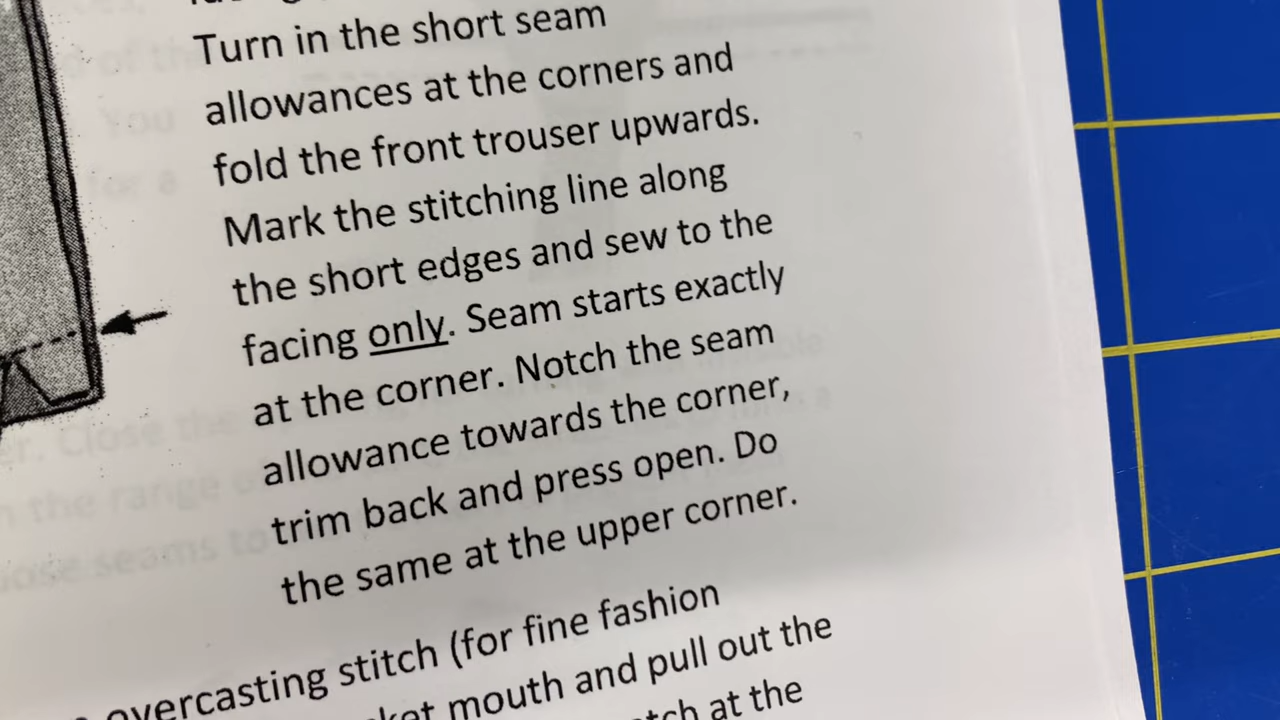 Turn in the short seam
allowances at the corners and
fold the front trouser upwards.
Mark the stitching line along
the short edges and sew to the
facing only. Seam starts exactly
at the corner. Notch the seam
allowance towards the corner,
trim back and press open. Do
the same at the upper corner.
overcasting stitch (for fine fashion
mouth and pull out the
at the